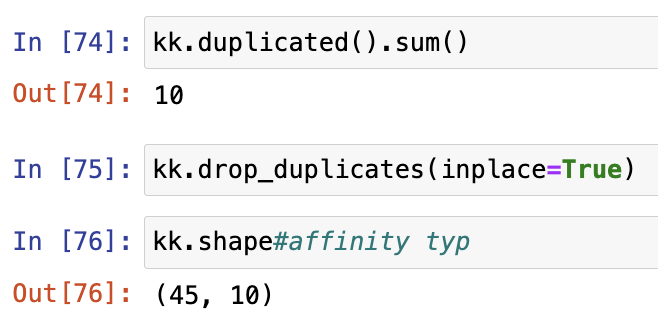 In [74]: kk.duplicated().sum()
Out[74]: 10
In [75]: kk.drop_duplicates(inplace=True)
In [76]: kk.shape#affinity typ
Out[76]: (45, 10)